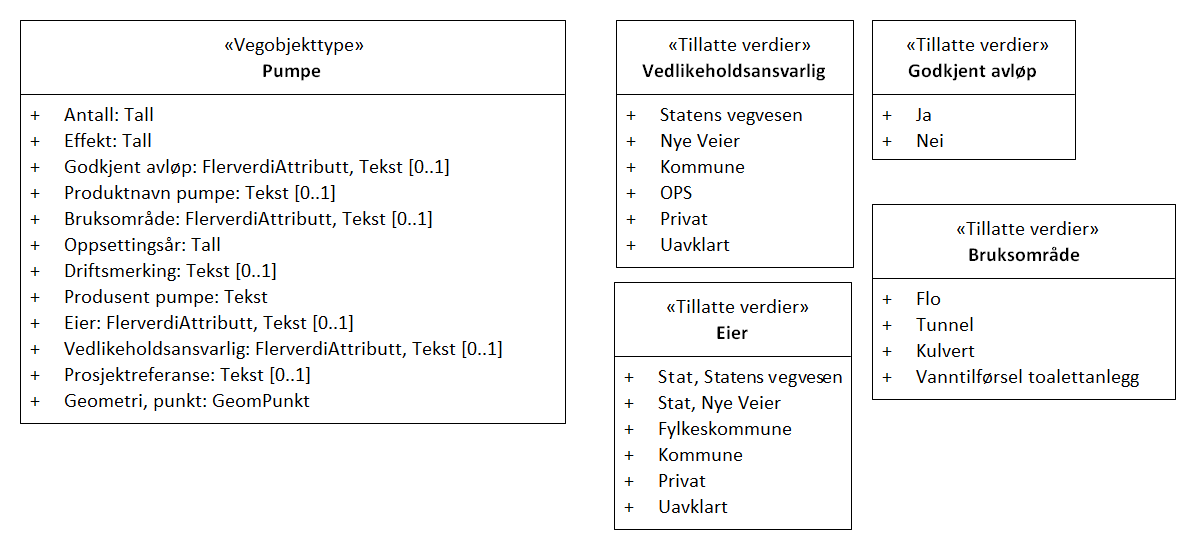 «Vegobjekttype»
Pumpe
+ Antall: Tall
+ Effekt: Tall
+ Godkjent avløp: FlerverdiAttributt, Tekst [0..1]
+ Produktnavn pumpe: Tekst [0..1]
+ Bruksområde: FlerverdiAttributt, Tekst [0..1]
+ Oppsettingsår: Tall
+ Driftsmerking: Tekst [0..1]
+ Produsent pumpe: Tekst
+ Eier: FlerverdiAttributt, Tekst [0..1]
+ Vedlikeholdsansvarlig: FlerverdiAttributt, Tekst [0..1]
+ Prosjektreferanse: Tekst [0..1]
+ Geometri, punkt: GeomPunkt
«Tillatte verdier»
Vedlikeholdsansvarlig
+ Statens vegvesen
+ Nye Veier
+ Kommune
+ OPS
+ Privat
+ Uavklart
«Tillatte verdier»
Godkjent avløp
+ Ja
+ Nei
«Tillatte verdier»
Bruksområde
+ Flo
+ Tunnel
+ Kulvert
+ Vanntilførsel toalettanlegg
«Tillatte verdier»
Eier
+ Stat, Statens vegvesen
+ Stat, Nye Veier
+ Fylkeskommune
+ Kommune
+ Privat
+ Uavklart